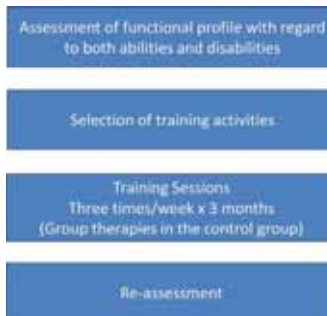 Assessment of functional profile with regard
to both abilities and disabilities
Selection of training activities
Training Sessions
Three times/week x 3 months
(Group therapies in the control group)
Re-assessment